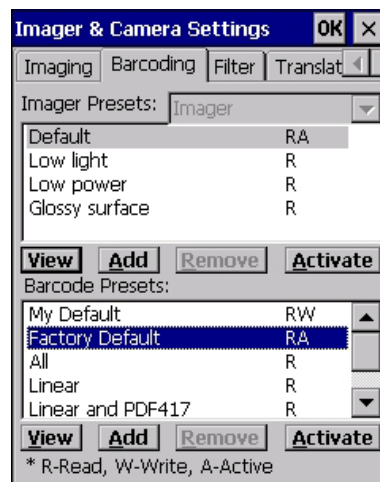 Imager & Camera Settings OK ×
Imaging Barcoding Filter Translat
Imager Presets: Imager
Default RA
Low light R
Low power R
Glossy surface R
View Add Remove Activate
Barcode Presets:
My Default RW
Factory Default RA
All R
Linear R
Linear and PDF417 R
View Add Remove Activate
* R-Read, W-Write, A-Active